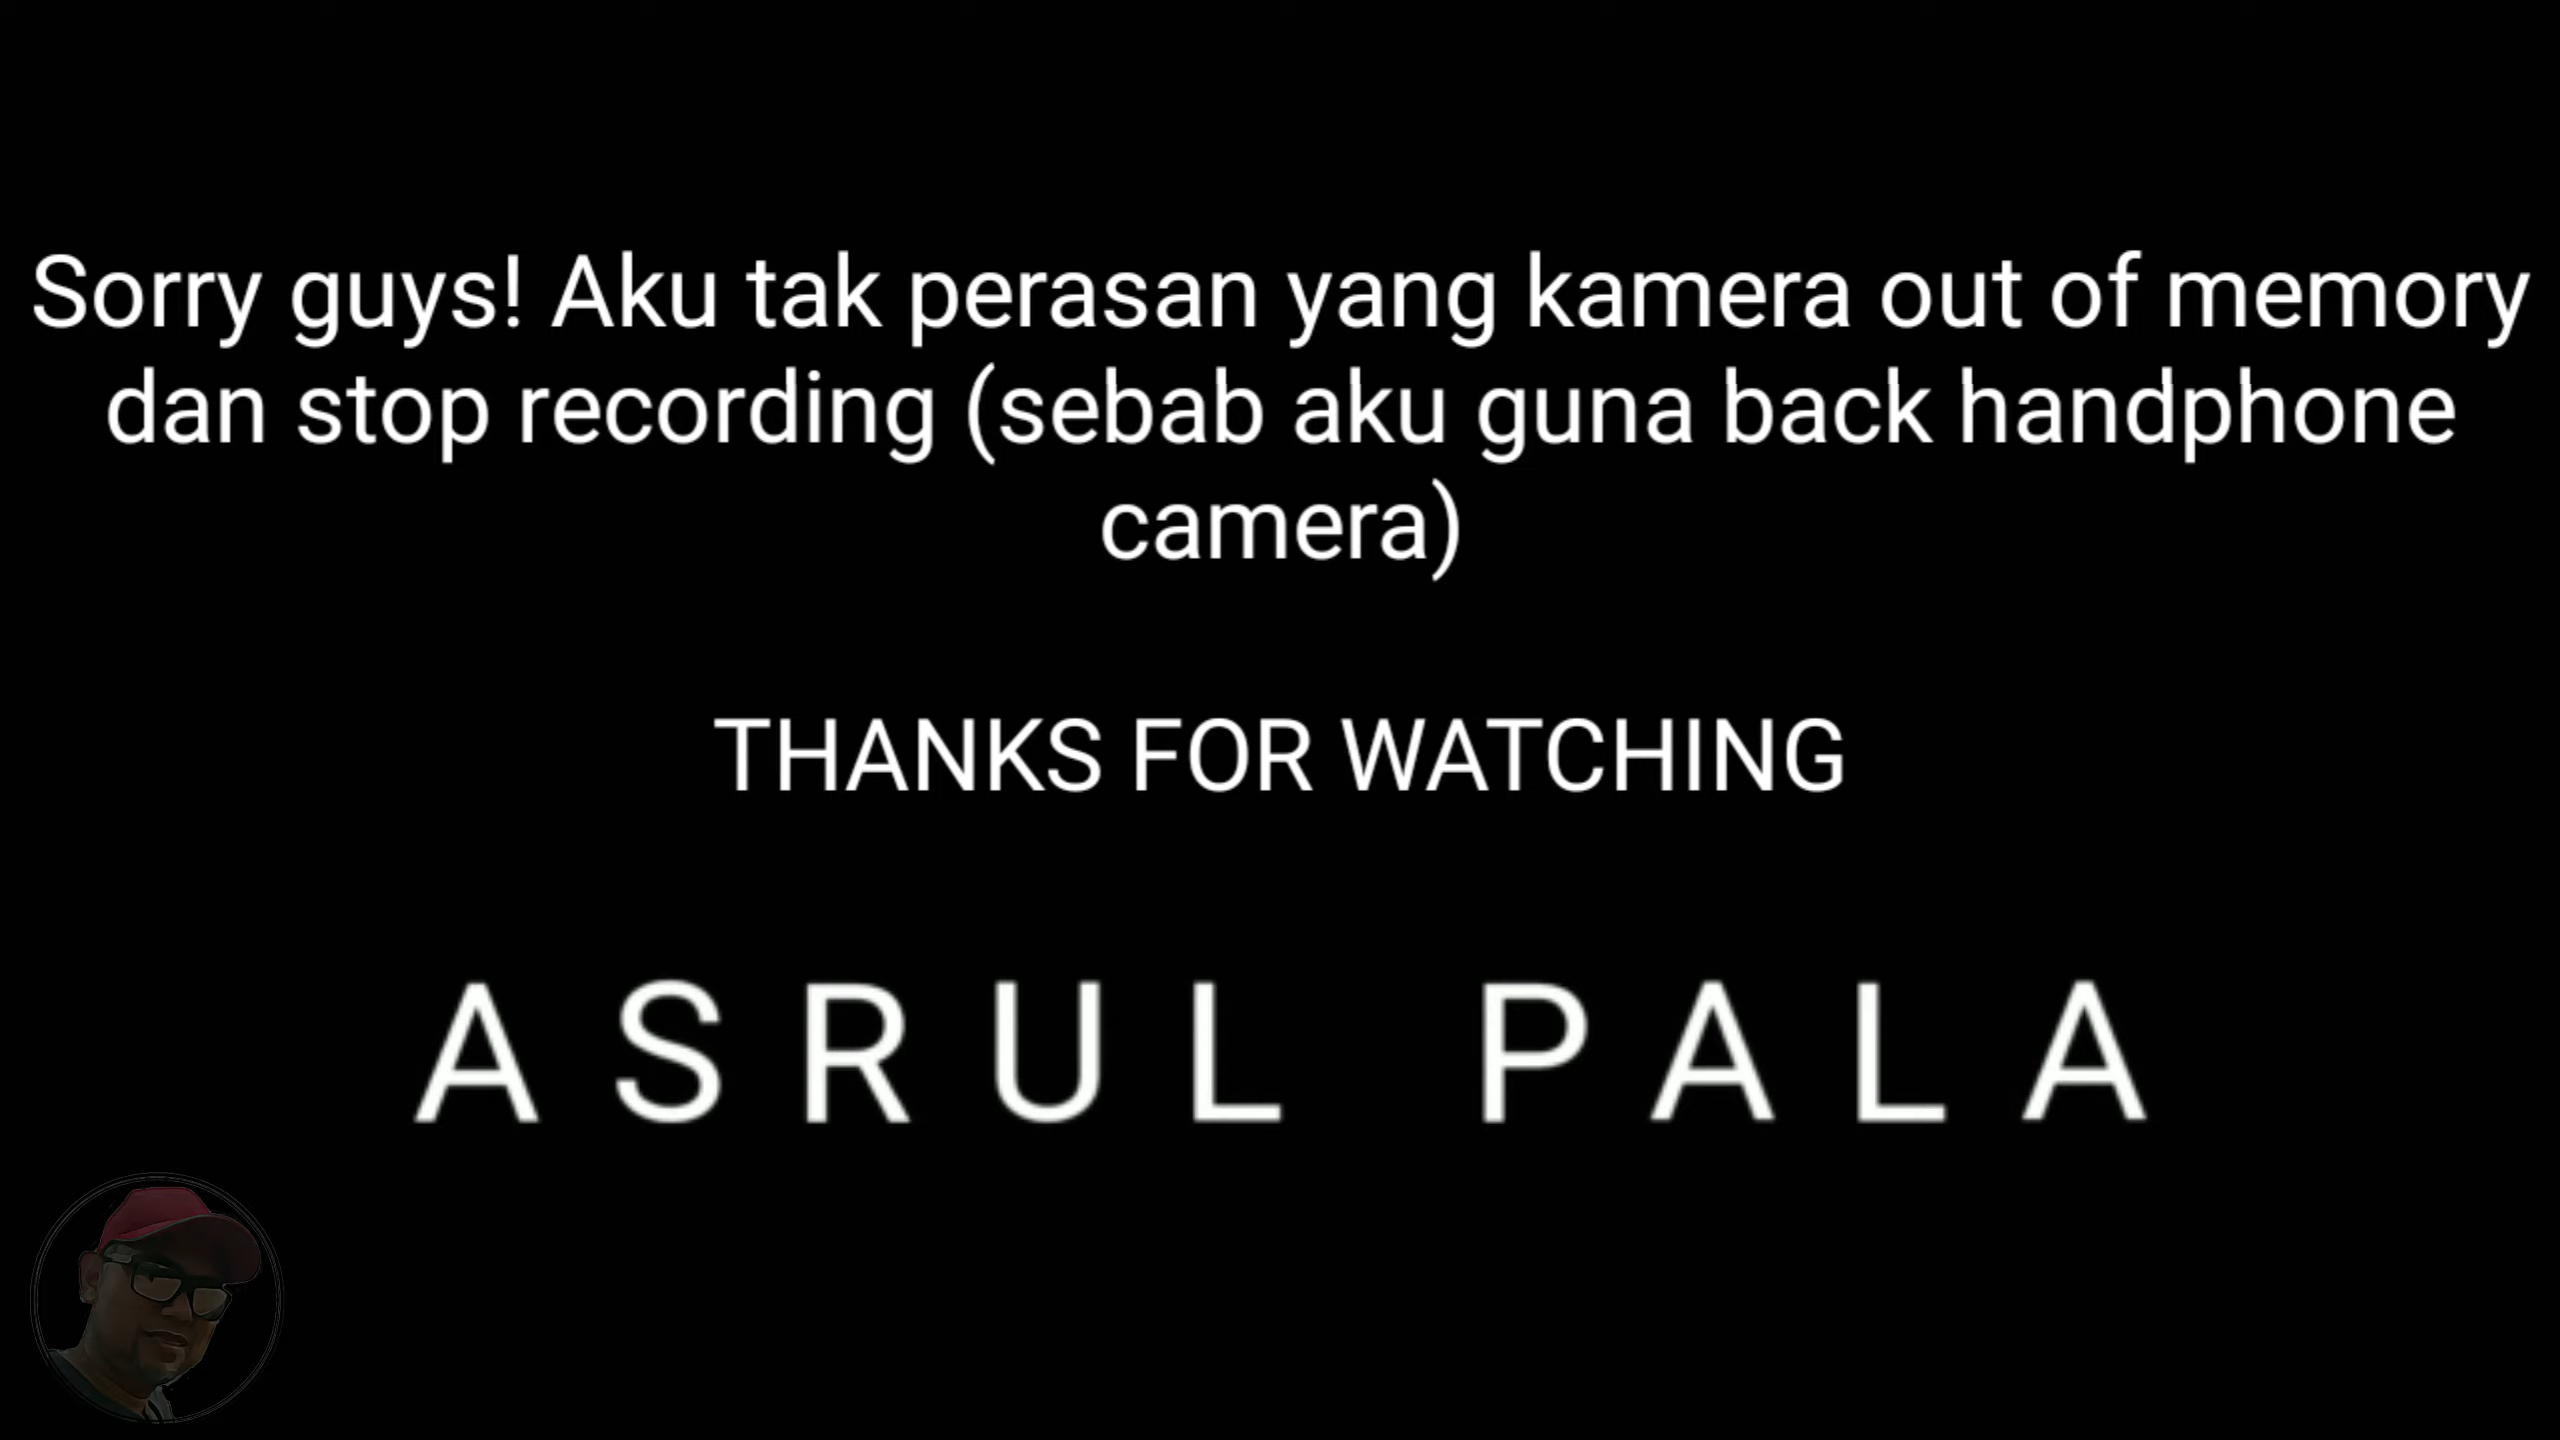 Sorry guys! Aku tak perasan yang kamera out of memory
dan stop recording (sebab aku guna back handphone
camera)
THANKS FOR WATCHING
ASRUL PALA